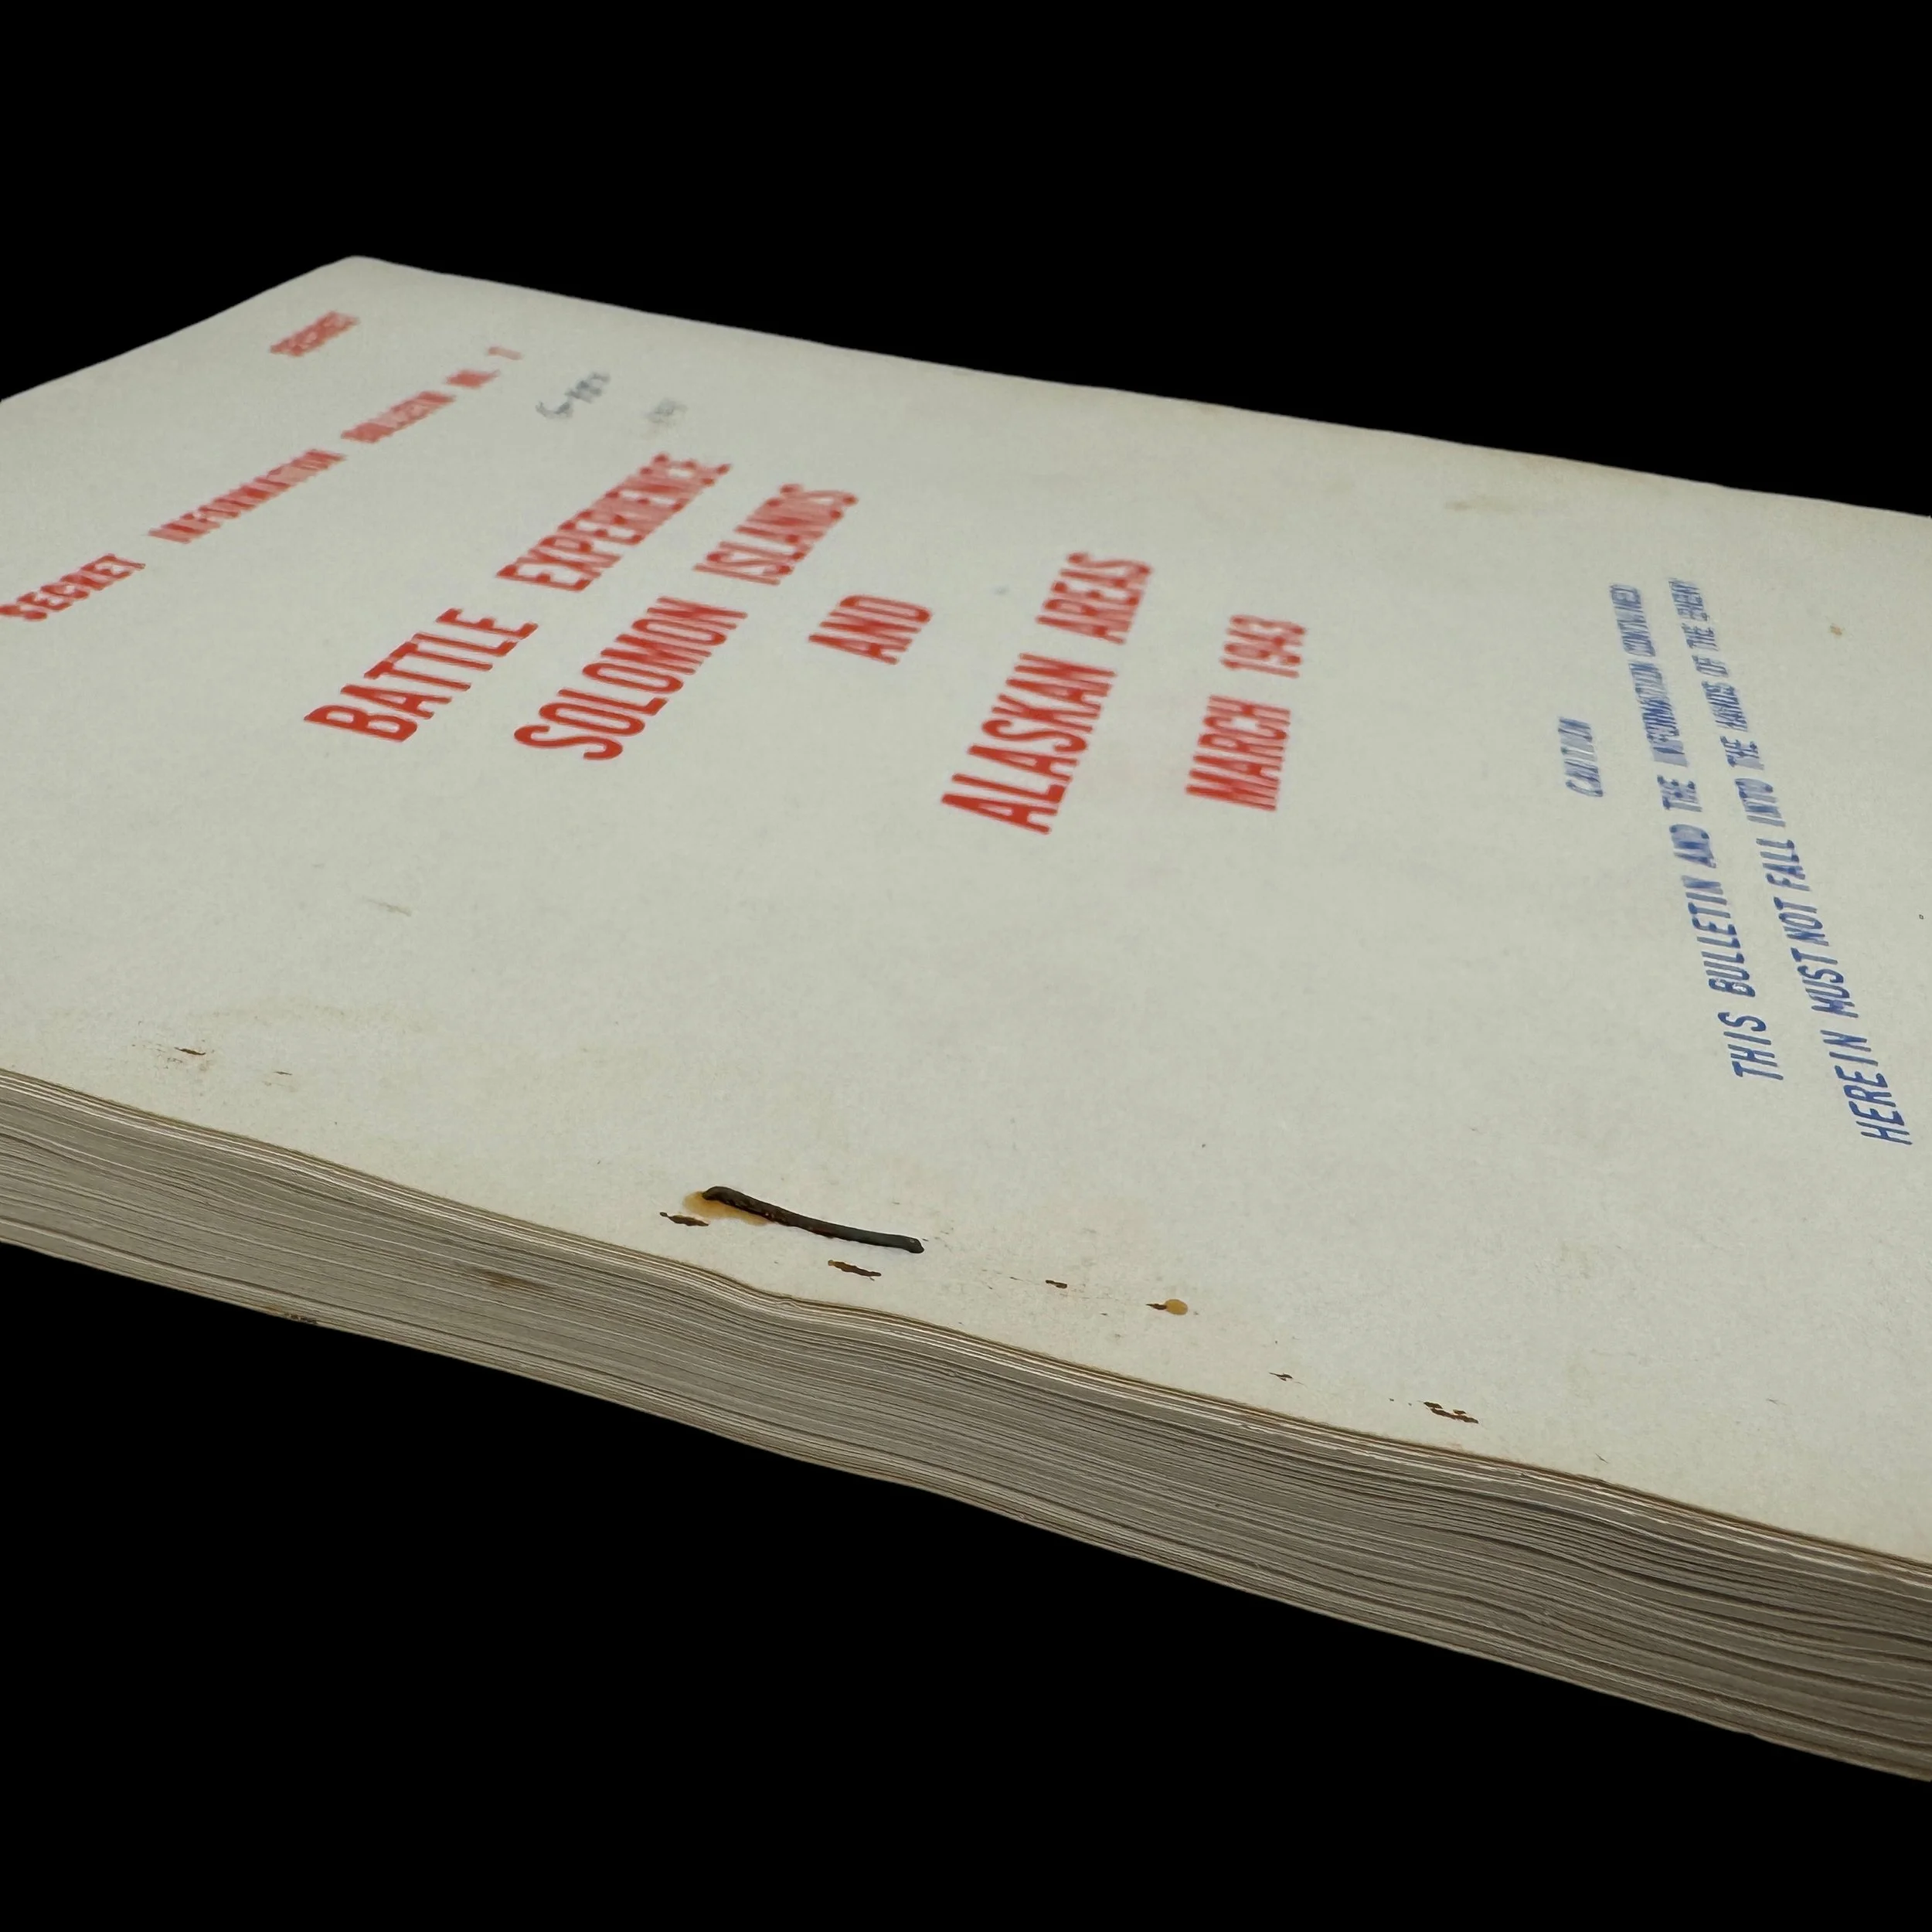 SECRET
SECRET INFORMATION BULLETIN NO. 7
BATTLE EXPERIENCE
SOLOMON ISLANDS
AND
ALASKAN AREAS
MARCH 1943
CAUTION
THIS BULLETIN AND THE INFORMATION CONTAINED
HEREIN MUST NOT FALL INTO THE HANDS OF THE ENEMY